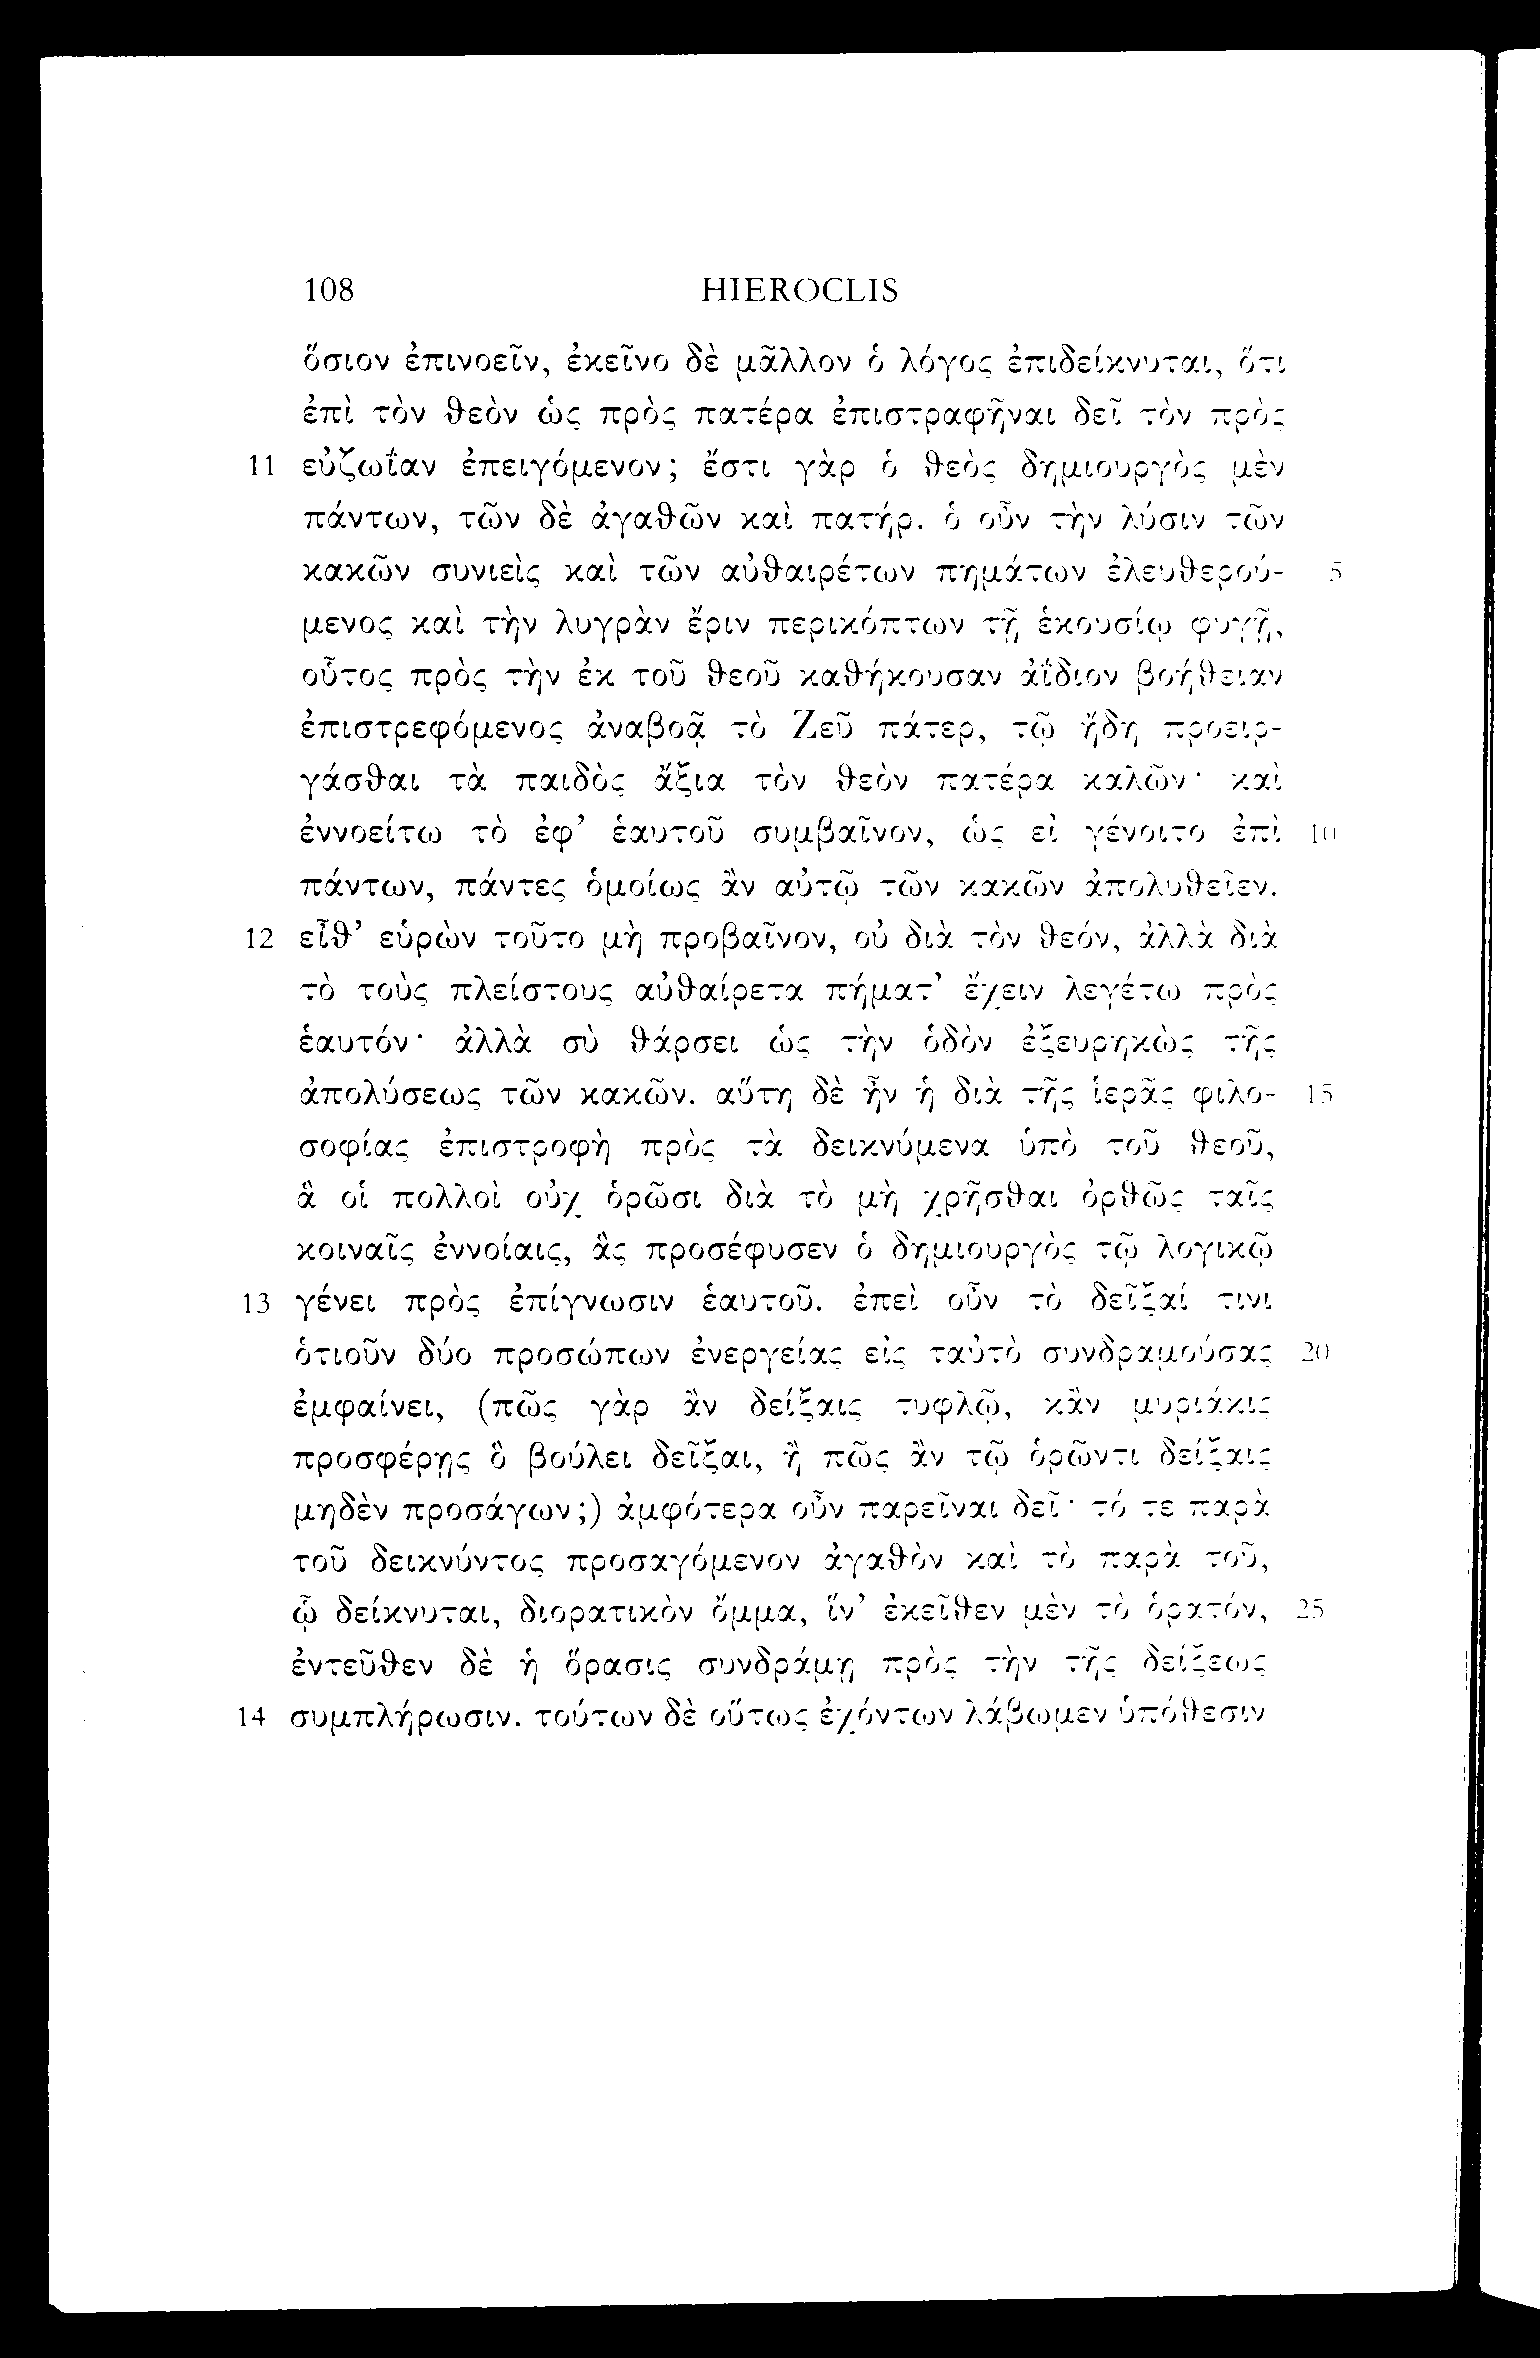 108 HIEROCLIS
ὅσιον ἐπινοεῖν, ἐκεῖνο δὲ μᾶλλον ὁ λόγος ἐπιδείκνυται, ὅτι
ἐπὶ τὸν θεὸν ὡς πρὸς πατέρα ἐπιστραφῆναι δεῖ τὸν πρὸς
11 εὐζωΐαν ἐπειγόμενον; ἔστι γὰρ ὁ θεὸς δημιουργὸς μὲν
πάντων, τῶν δὲ ἀγαθῶν καὶ πατήρ. ὁ οὖν τὴν λύσιν τῶν
κακῶν συνιεὶς καὶ τῶν αὐθαιρέτων πημάτων ἐλευθερού- 5
μενος καὶ τὴν λυγρὰν ἔριν περικόπτων τῇ ἑκουσίῳ φυγῇ,
οὗτος πρὸς τὴν ἐκ τοῦ θεοῦ καθήκουσαν ἀΐδιον βοήθειαν
ἐπιστρεφόμενος ἀναβοᾷ τὸ Ζεῦ πάτερ, τῷ ἤδη προειρ-
γάσθαι τὰ παιδὸς ἄξια τὸν θεὸν πατέρα καλῶν· καὶ
ἐννοείτω τὸ ἐφ’ ἑαυτοῦ συμβαῖνον, ὡς εἰ γένοιτο ἐπὶ 10
πάντων, πάντες ὁμοίως ἂν αὐτῷ τῶν κακῶν ἀπολυθεῖεν.
12 εἶθ’ εὑρὼν τοῦτο μὴ προβαῖνον, οὐ διὰ τὸν θεόν, ἀλλὰ διὰ
τὸ τοὺς πλείστους αὐθαίρετα πήματ’ ἔχειν λεγέτω πρὸς
ἑαυτόν· ἀλλὰ σὺ θάρσει ὡς τὴν ὁδὸν ἐξευρηκὼς τῆς
ἀπολύσεως τῶν κακῶν. αὕτη δὲ ἦν ἡ διὰ τῆς ἱερᾶς φιλο- 15
σοφίας ἐπιστροφὴ πρὸς τὰ δεικνύμενα ὑπὸ τοῦ θεοῦ,
ἃ οἱ πολλοὶ οὐχ ὁρῶσι διὰ τὸ μὴ χρῆσθαι ὀρθῶς ταῖς
κοιναῖς ἐννοίαις, ἃς προσέφυσεν ὁ δημιουργὸς τῷ λογικῷ
13 γένει πρὸς ἐπίγνωσιν ἑαυτοῦ. ἐπεὶ οὖν τὸ δεῖξαί τινι
ὁτιοῦν δύο προσώπων ἐνεργείας εἰς ταὐτὸ συνδραμούσας 20
ἐμφαίνει, (πῶς γὰρ ἂν δείξαις τυφλῷ, κἂν μυριάκις
προσφέρῃς ὃ βούλει δεῖξαι, ἢ πῶς ἂν τῷ ὁρῶντι δείξαις
μηδὲν προσάγων;) ἀμφότερα οὖν παρεῖναι δεῖ· τό τε παρὰ
τοῦ δεικνύντος προσαγόμενον ἀγαθὸν καὶ τὸ παρὰ τοῦ,
ᾧ δείκνυται, διορατικὸν ὄμμα, ἵν’ ἐκεῖθεν μὲν τὸ ὁρατόν, 25
ἐντεῦθεν δὲ ἡ ὅρασις συνδράμῃ πρὸς τὴν τῆς δείξεως
14 συμπλήρωσιν. τούτων δὲ οὕτως ἐχόντων λάβωμεν ὑπόθεσιν